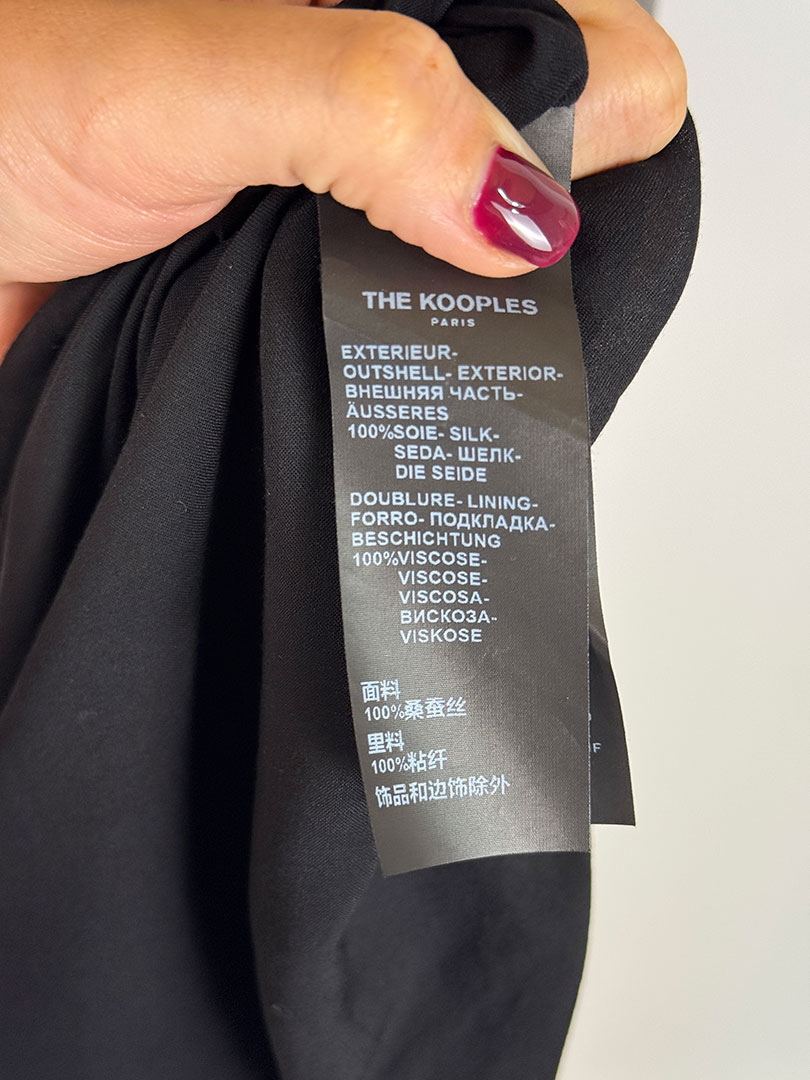 THE KOOPLES
PARIS
EXTERIEUR-
OUTSHELL- EXTERIOR-
ВНЕШНЯЯ ЧАСТЬ-
ÄUSSERES
100%SOIE- SILK-
SEDA- ШЕЛК-
DIE SEIDE
DOUBLURE- LINING-
FORRO- ПОДКЛАДКА-
BESCHICHTUNG
100%VISCOSE-
VISCOSE-
VISCOSA-
ВИСКОЗА-
VISKOSE
面料
100%桑蚕丝
里料
100%粘纤
饰品和边饰除外